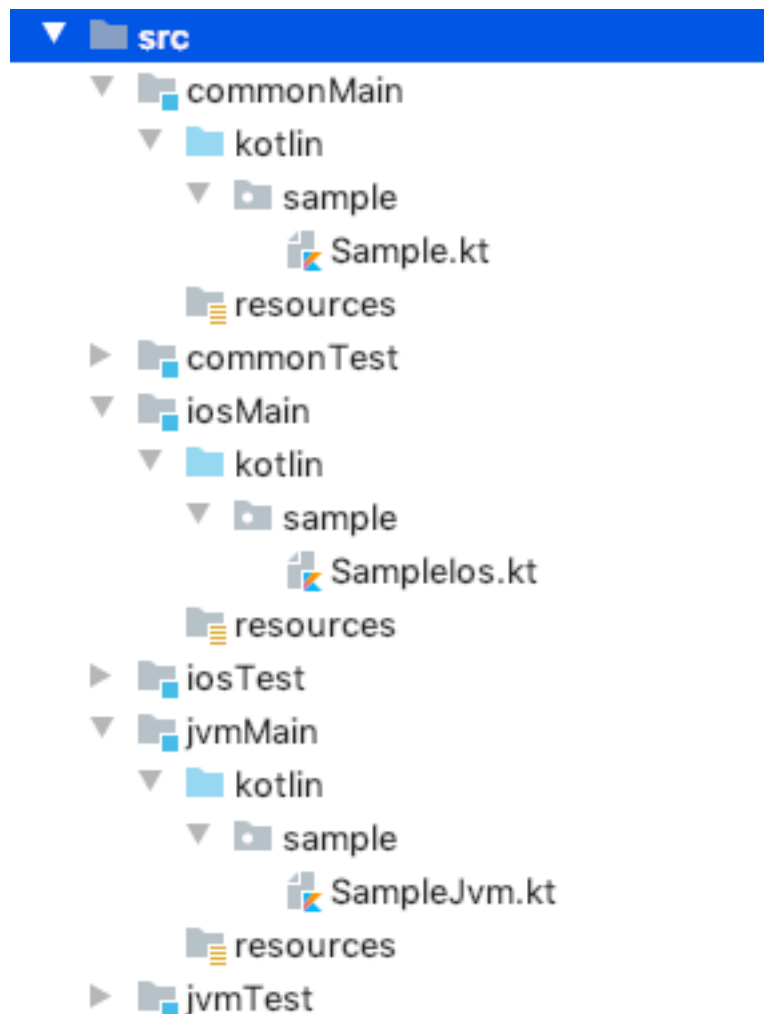 src
commonMain
kotlin
sample
Sample.kt
resources
commonTest
iosMain
kotlin
sample
SampleIos.kt
resources
iosTest
jvmMain
kotlin
sample
SampleJvm.kt
resources
jvmTest